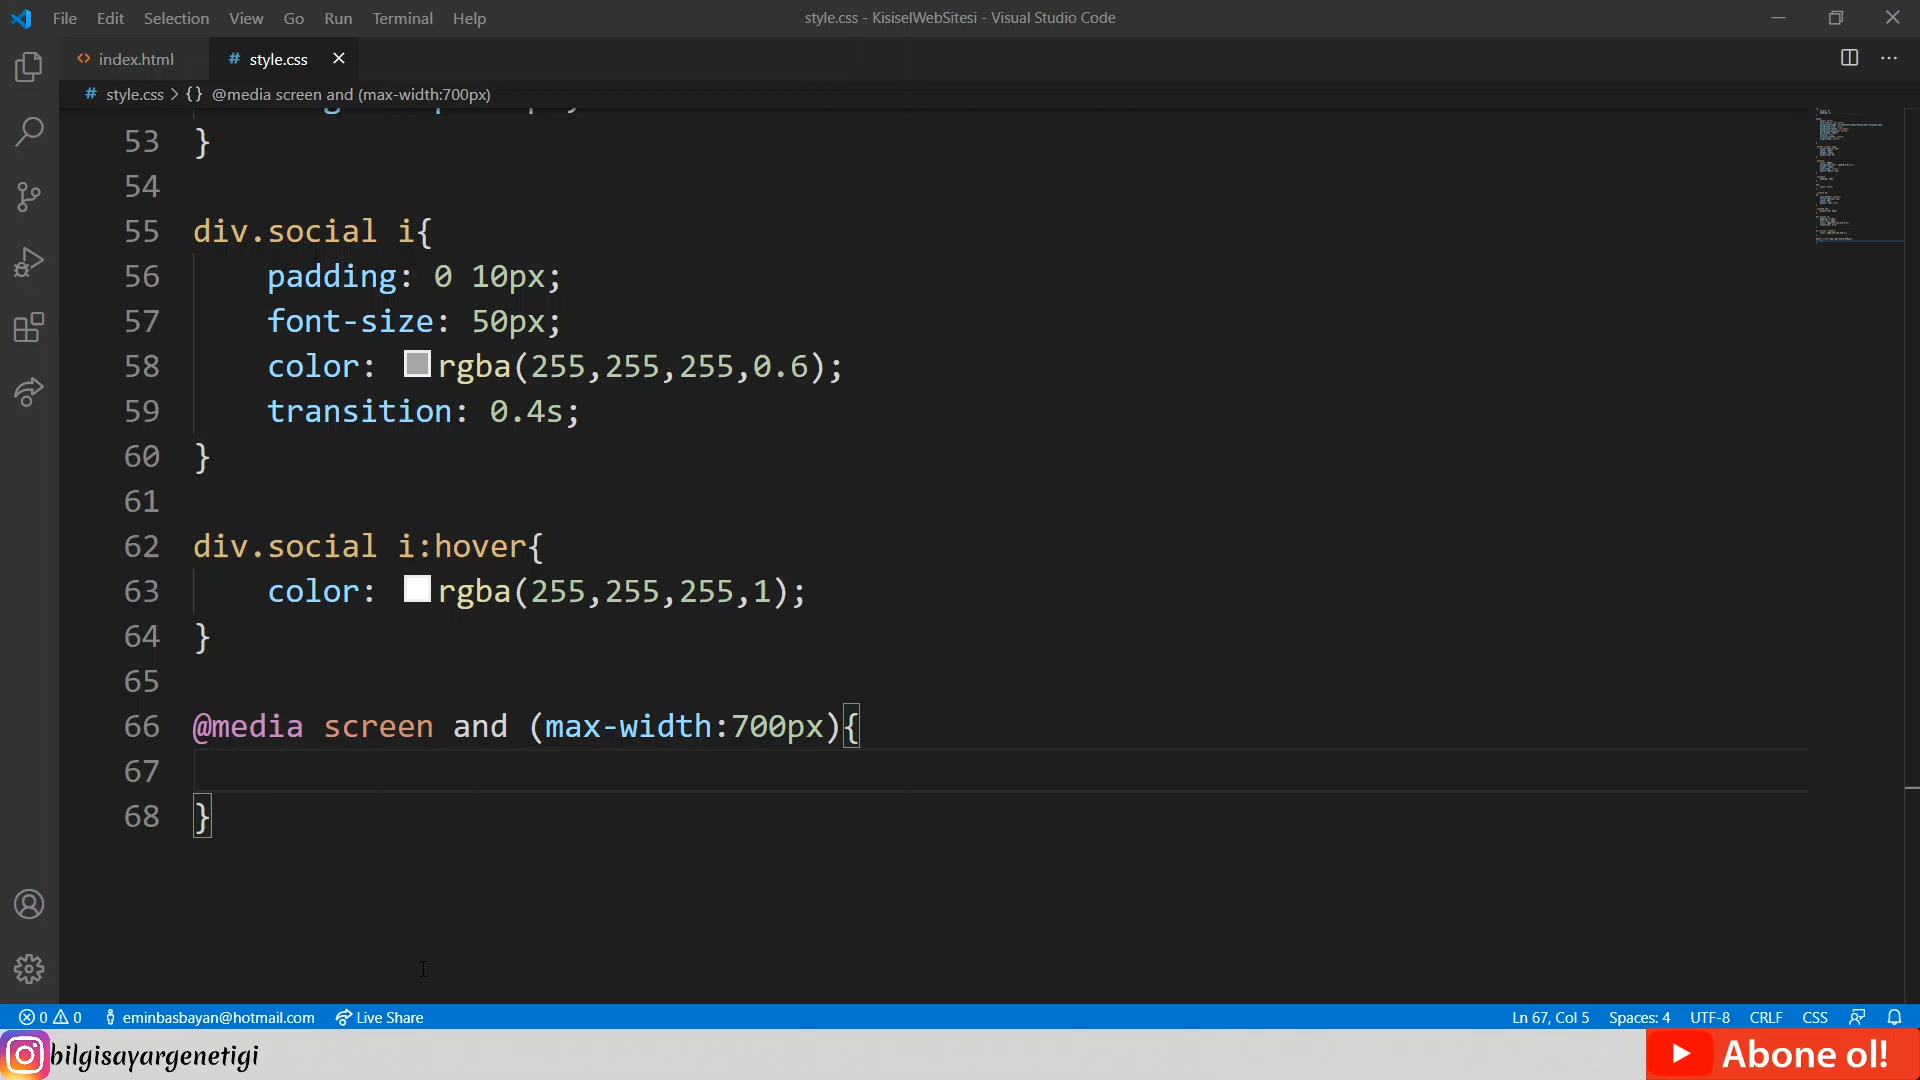 File Edit Selection View Go Run Terminal Help style.css - KisiselWebSitesi - Visual Studio Code
index.html # style.css
# style.css > {} @media screen and (max-width:700px)
53 }
54
55 div.social i{
56 padding: 0 10px;
57 font-size: 50px;
58 color: rgba(255,255,255,0.6);
59 transition: 0.4s;
60 }
61
62 div.social i:hover{
63 color: rgba(255,255,255,1);
64 }
65
66 @media screen and (max-width:700px){
67
68 }
0 0 eminbasbayan@hotmail.com Live Share Ln 67, Col 5 Spaces: 4 UTF-8 CRLF CSS
bilgisayargenetigi Abone ol!